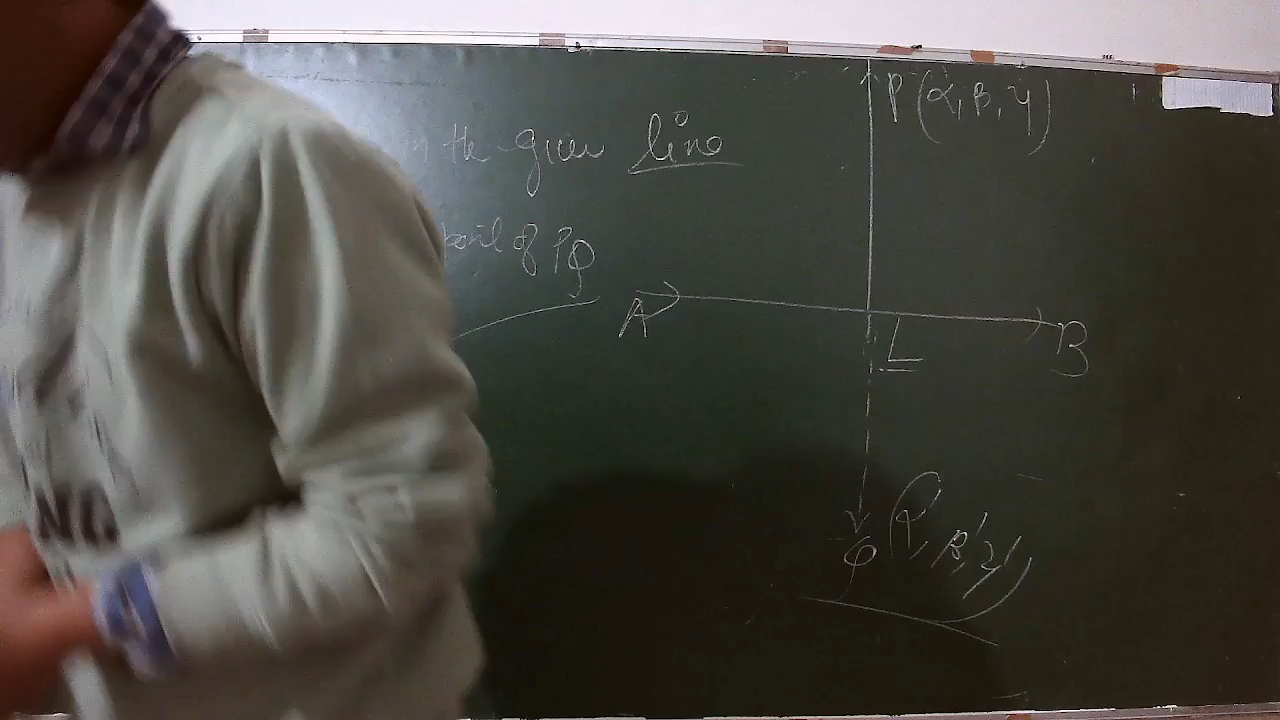 the given line
P(α, β, γ)
of PQ
A
B
L
Q (α', β', γ')